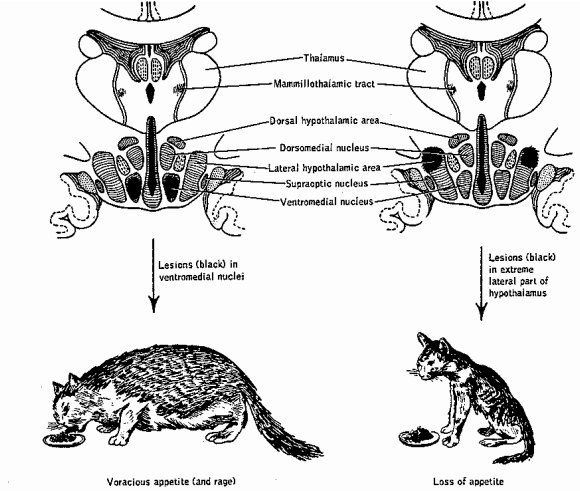 Thalamus
Mammillothalamic tract
Dorsal hypothalamic area
Dorsomedial nucleus
Lateral hypothalamic area
Supraoptic nucleus
Ventromedial nucleus
Lesions (black) in
ventromedial nuclei
Lesions (black)
in extreme
lateral part of
hypothalamus
Voracious appetite (and rage)
Loss of appetite